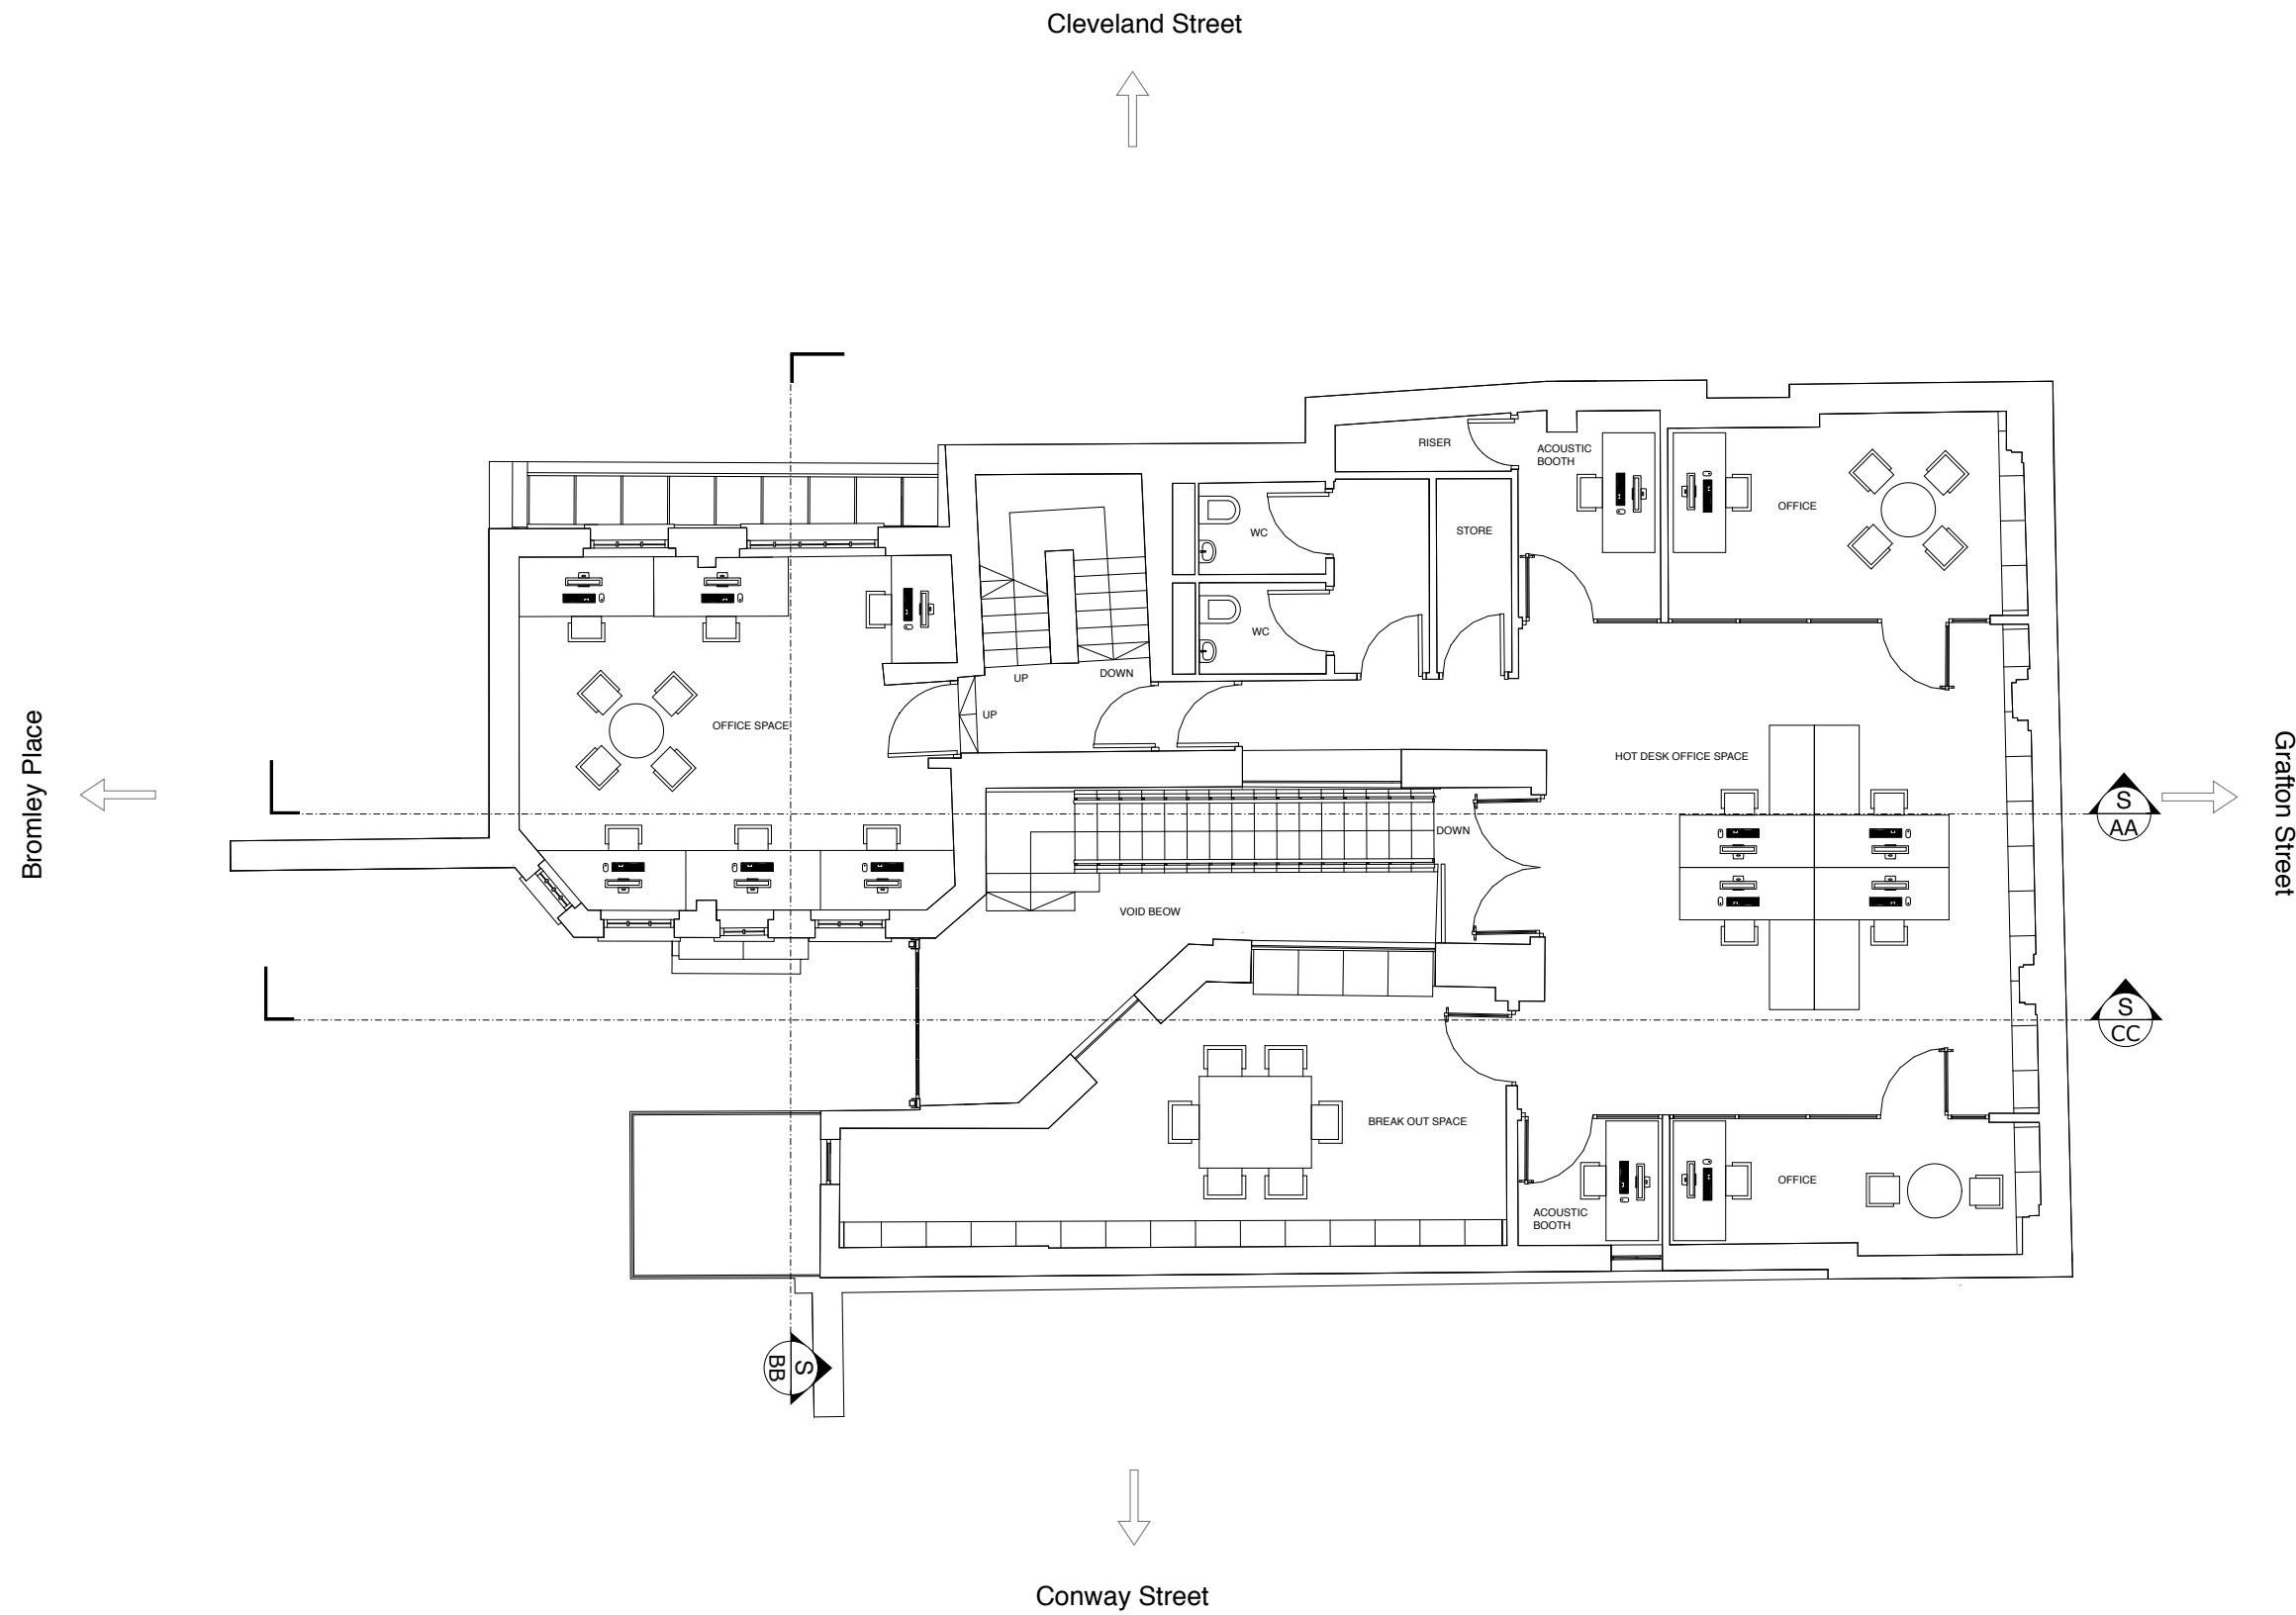 Cleveland Street
RISER
ACOUSTIC
BOOTH
OFFICE
WC
STORE
WC
UP
DOWN
UP
OFFICE SPACE
HOT DESK OFFICE SPACE
Bromley Place
Grafton Street
S
AA
DOWN
VOID BEOW
S
CC
BREAK OUT SPACE
OFFICE
ACOUSTIC
BOOTH
S
BB
Conway Street